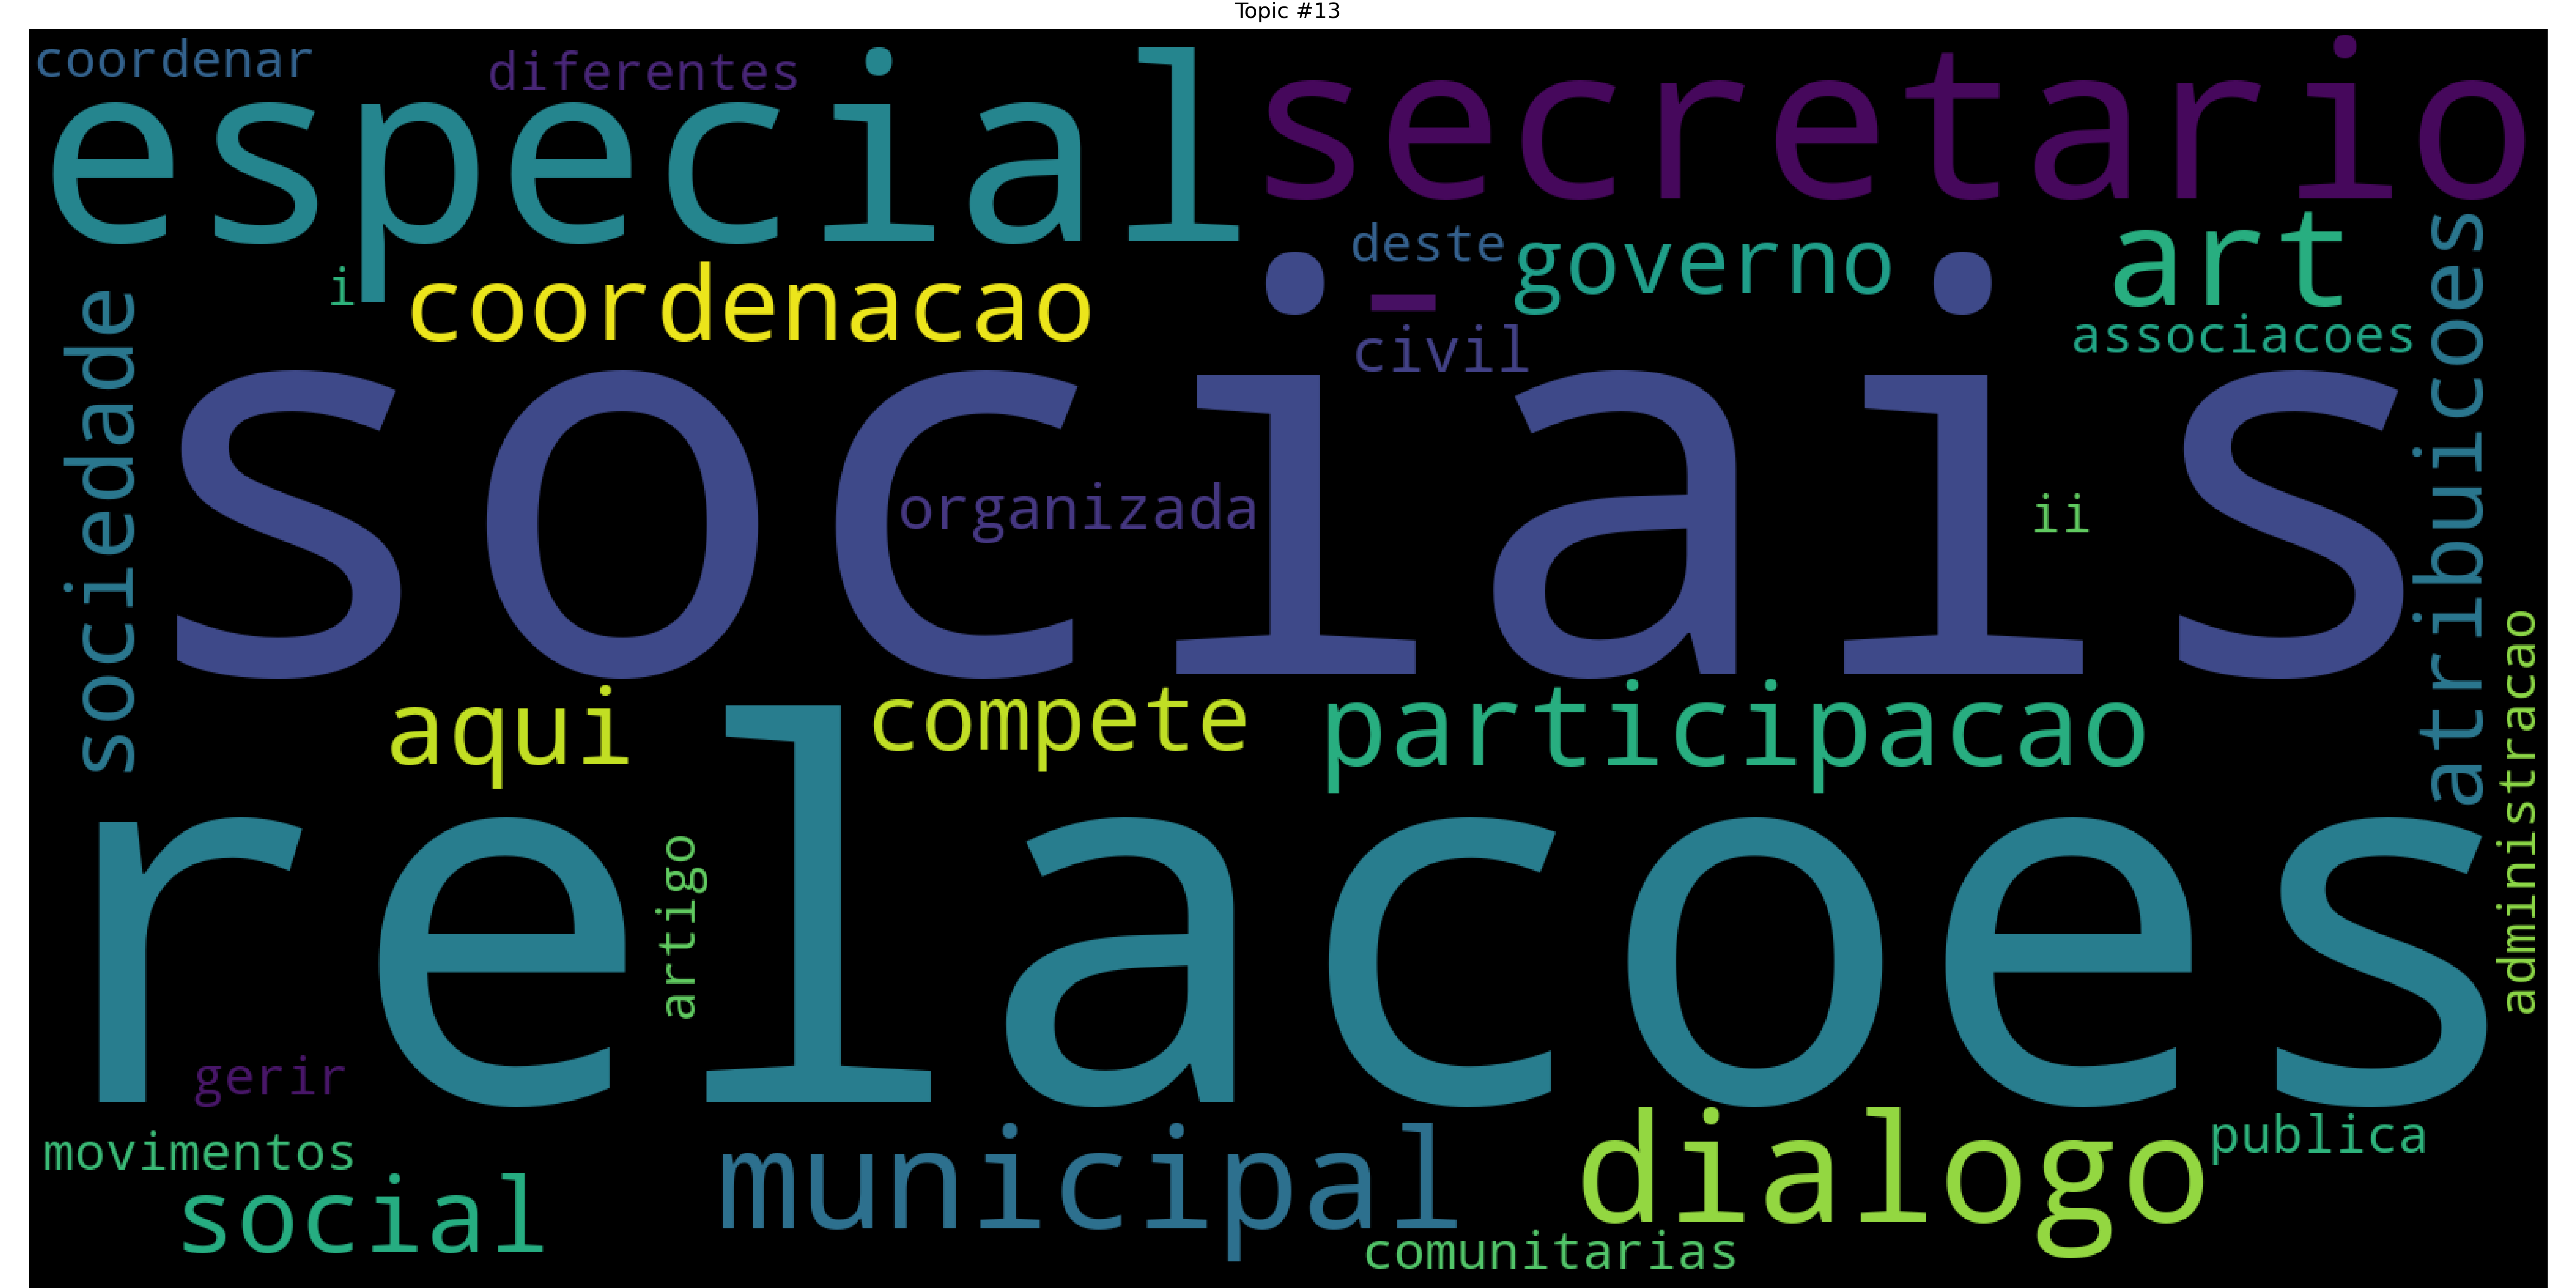 Topic #13
coordenar
diferentes
especial
secretario
deste
governo
art
i
coordenacao
–
civil
associacoes
sociedade
atribuicoes
sociais
organizada
ii
aqui
compete
participacao
administracao
relacoes
artigo
gerir
movimentos
municipal
dialogo
publica
social
comunitarias